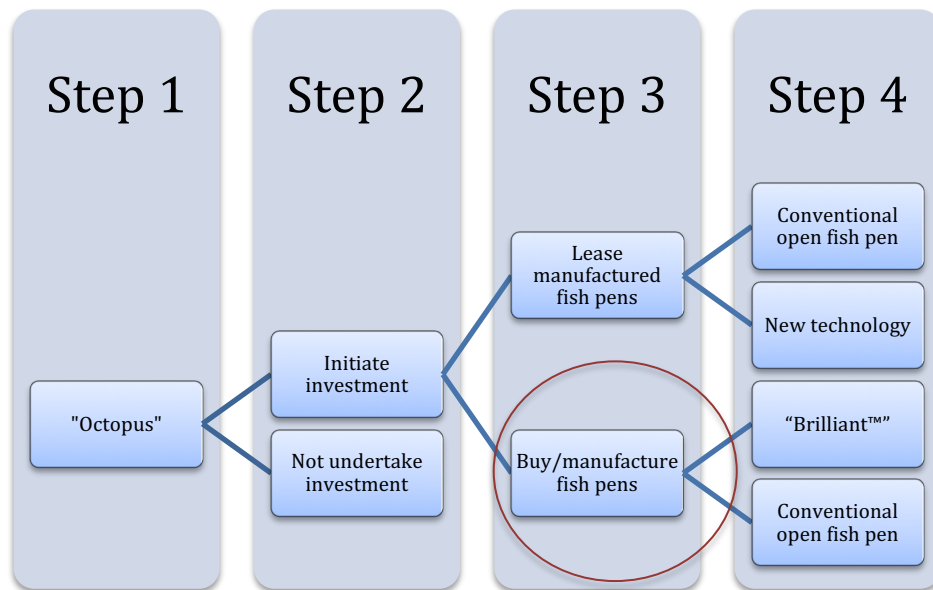 Step 1
Step 2
Step 3
Step 4
"Octopus"
Initiate
investment
Not undertake
investment
Lease
manufactured
fish pens
Buy/manufacture
fish pens
Conventional
open fish pen
New technology
“Brilliant™”
Conventional
open fish pen